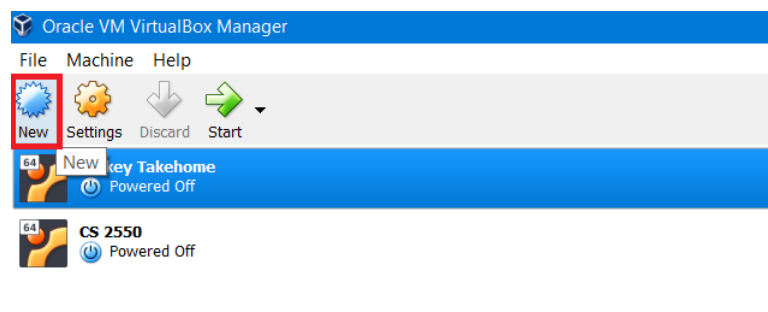 Oracle VM VirtualBox Manager
File Machine Help
New Settings Discard Start
64 New key Takehome
Powered Off
64 CS 2550
Powered Off